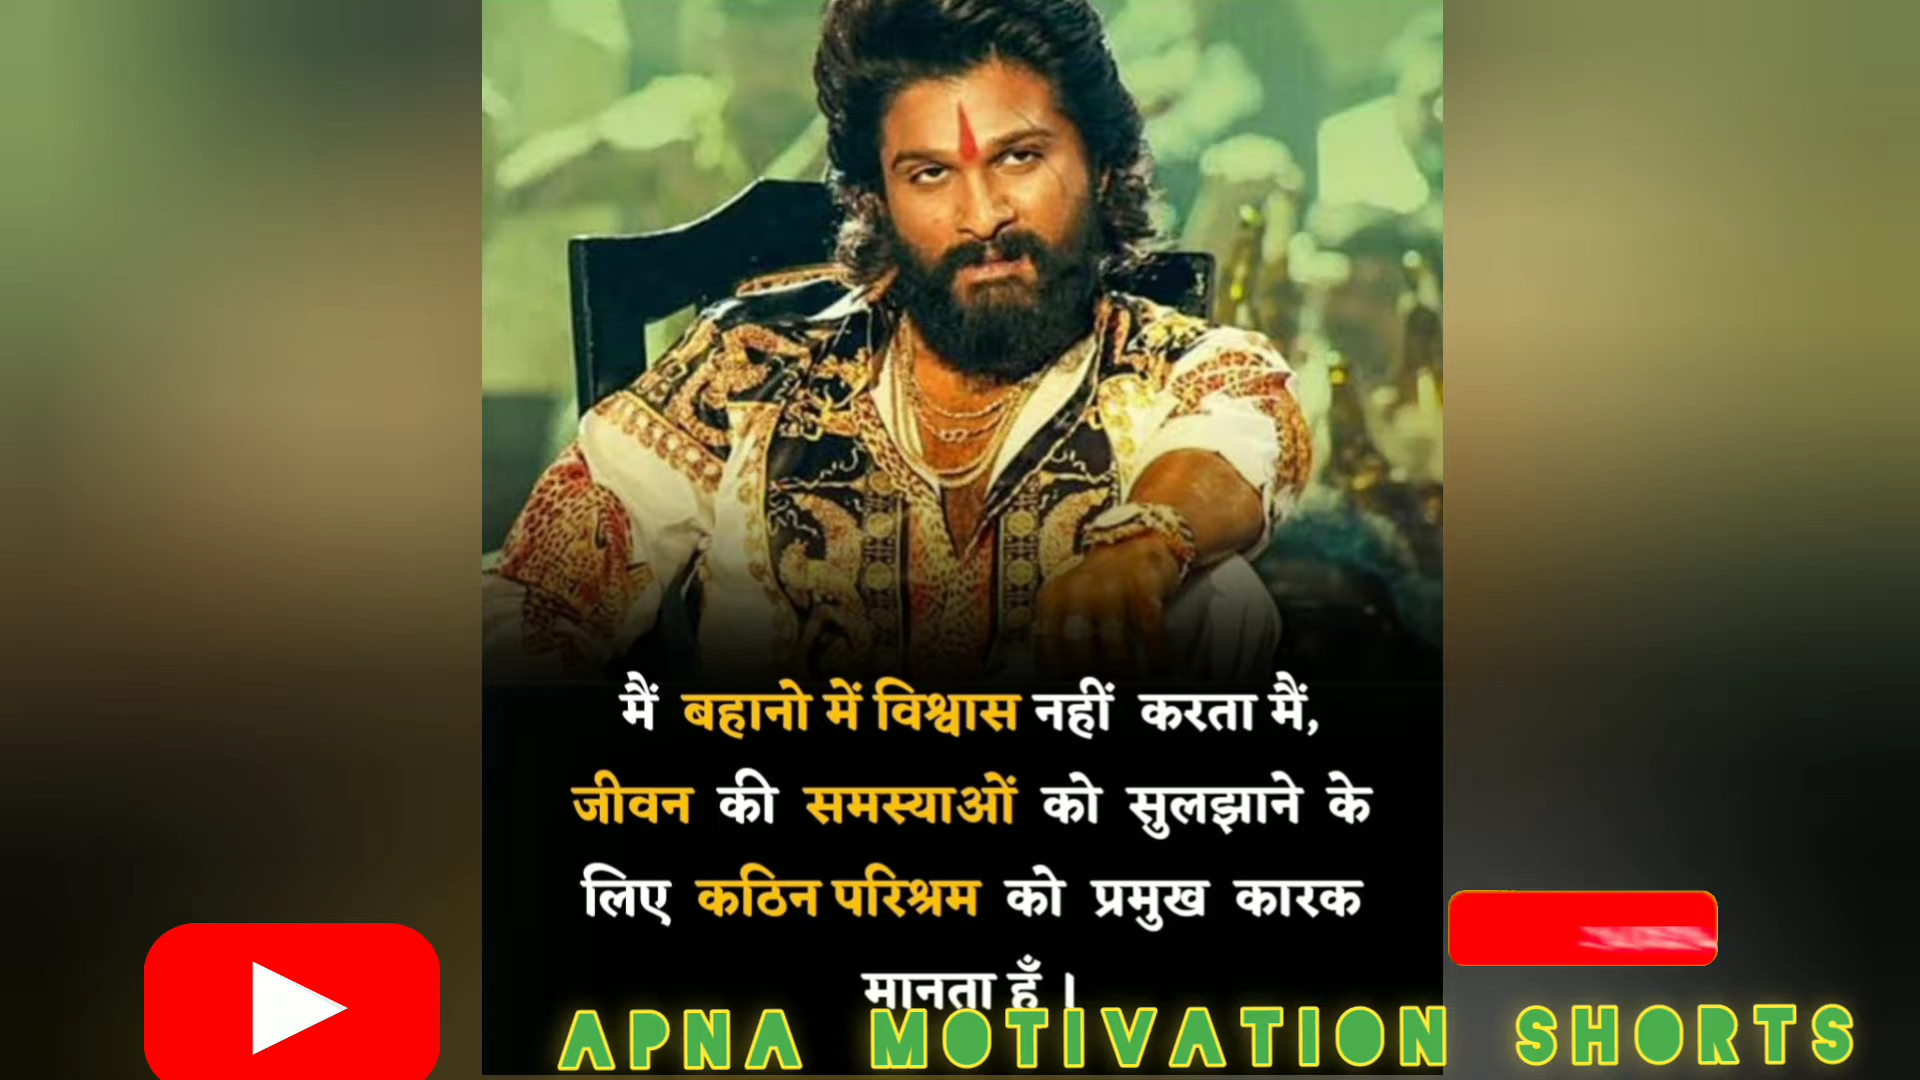 मैं बहानो में विश्वास नहीं करता मैं,
जीवन की समस्याओं को सुलझाने के
लिए कठिन परिश्रम को प्रमुख कारक
मानता हूँ ।
APNA MOTIVATION SHORTS